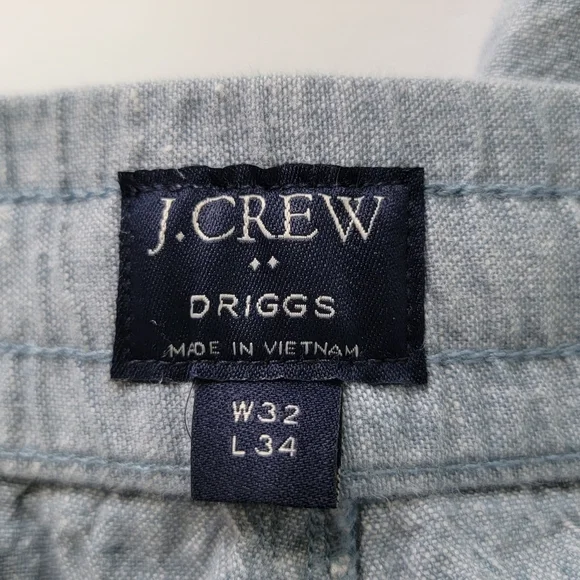 J.CREW
DRIGGS
MADE IN VIETNAM
W32
L34